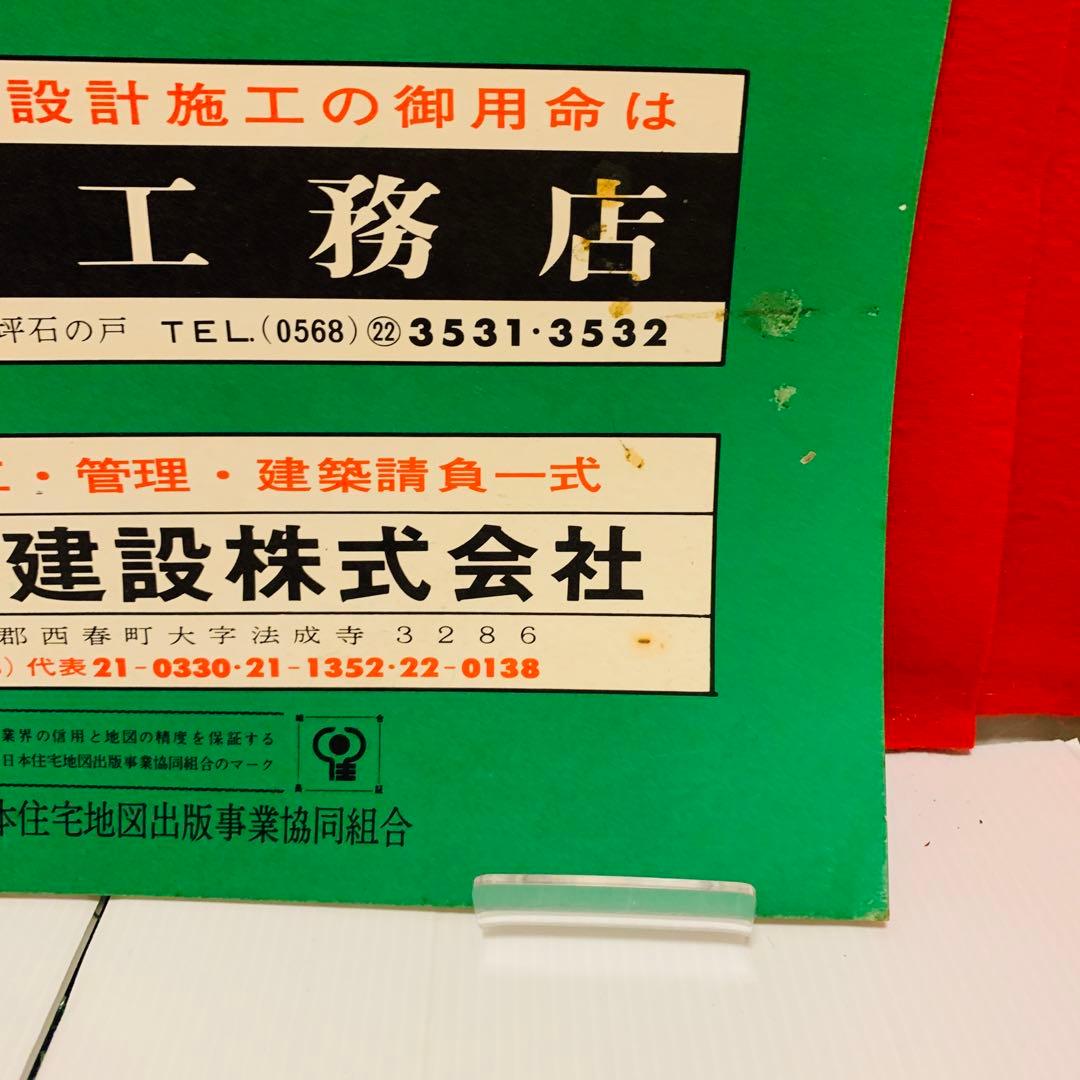 設計施工の御用命は
工務店
坪石の戸 TEL.(0568)㉒3531・3532
・管理・建築請負一式
建設株式会社
郡西春町大字法成寺 3286
) 代表21-0330・21-1352・22-0138
業界の信用と地図の精度を保証する
日本住宅地図出版事業協同組合のマーク
本住宅地図出版事業協同組合